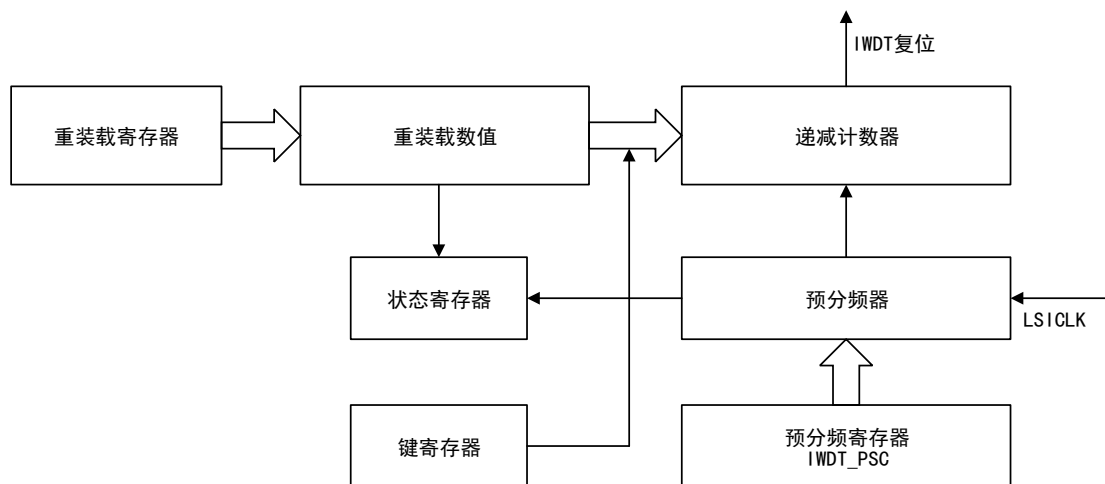 IWDT复位
重装载寄存器
重装载数值
递减计数器
状态寄存器
预分频器
LSICLK
键寄存器
预分频寄存器
IWDT_PSC